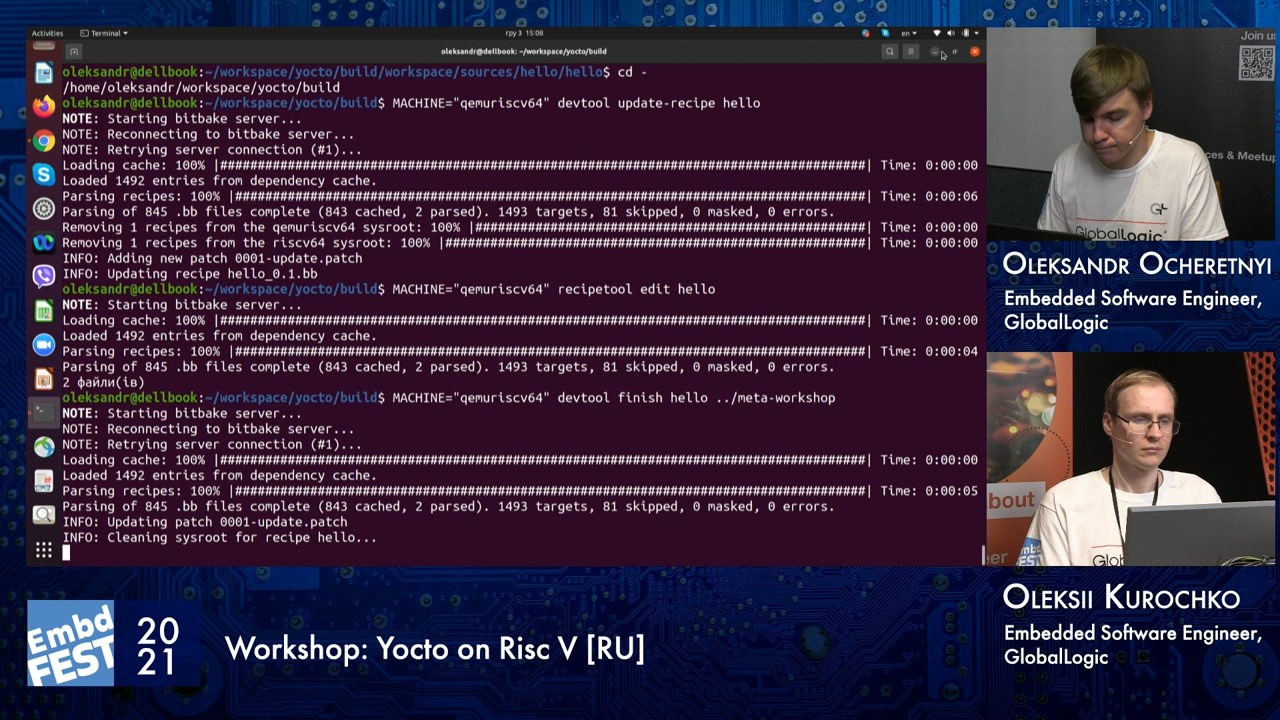 Activities
Terminal
гру 3 15:08
en
oleksandr@dellbook: ~/workspace/yocto/build
oleksandr@dellbook:~/workspace/yocto/build/workspace/sources/hello/hello$ cd -
/home/oleksandr/workspace/yocto/build
oleksandr@dellbook:~/workspace/yocto/build$ MACHINE="qemuriscv64" devtool update-recipe hello
NOTE: Starting bitbake server...
NOTE: Reconnecting to bitbake server...
NOTE: Retrying server connection (#1)...
Loading cache: 100% |###################################################################################| Time: 0:00:00
Loaded 1492 entries from dependency cache.
Parsing recipes: 100% |#################################################################################| Time: 0:00:06
Parsing of 845 .bb files complete (843 cached, 2 parsed). 1493 targets, 81 skipped, 0 masked, 0 errors.
Removing 1 recipes from the qemuriscv64 sysroot: 100% |##################################################| Time: 0:00:00
Removing 1 recipes from the riscv64 sysroot: 100% |######################################################| Time: 0:00:00
INFO: Adding new patch 0001-update.patch
INFO: Updating recipe hello_0.1.bb
oleksandr@dellbook:~/workspace/yocto/build$ MACHINE="qemuriscv64" recipetool edit hello
NOTE: Starting bitbake server...
Loading cache: 100% |###################################################################################| Time: 0:00:00
Loaded 1492 entries from dependency cache.
Parsing recipes: 100% |#################################################################################| Time: 0:00:04
Parsing of 845 .bb files complete (843 cached, 2 parsed). 1493 targets, 81 skipped, 0 masked, 0 errors.
2 файли(ів)
oleksandr@dellbook:~/workspace/yocto/build$ MACHINE="qemuriscv64" devtool finish hello ../meta-workshop
NOTE: Starting bitbake server...
NOTE: Reconnecting to bitbake server...
NOTE: Retrying server connection (#1)...
Loading cache: 100% |###################################################################################| Time: 0:00:00
Loaded 1492 entries from dependency cache.
Parsing recipes: 100% |#################################################################################| Time: 0:00:05
Parsing of 845 .bb files complete (843 cached, 2 parsed). 1493 targets, 81 skipped, 0 masked, 0 errors.
INFO: Updating patch 0001-update.patch
INFO: Cleaning sysroot for recipe hello...
Join us
ces & Meetup
GlobalLogic
Oleksandr Ocheretnyi
Embedded Software Engineer,
GlobalLogic
bout
Oleksii Kurochko
Embedded Software Engineer,
GlobalLogic
Embd
FEST
20
21
Workshop: Yocto on Risc V [RU]